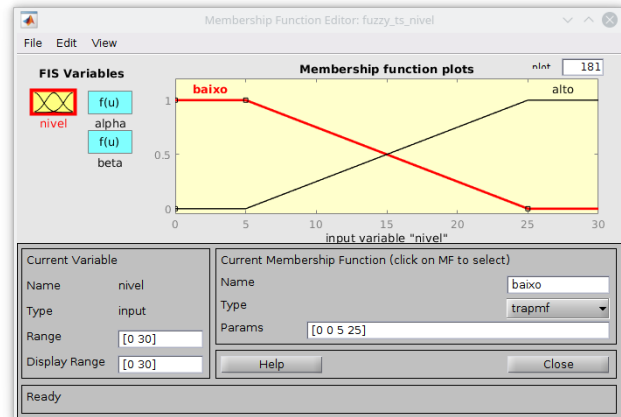 Membership Function Editor: fuzzy_ts_nivel
File Edit View
FIS Variables
f(u)
nivel alpha
f(u)
beta
Membership function plots
181
baixo alto
1
0.5
0
0 5 10 15 20 25 30
input variable "nivel"
Current Variable
Name nivel
Type input
Range [0 30]
Display Range [0 30]
Current Membership Function (click on MF to select)
Name baixo
Type trapmf
Params [0 0 5 25]
Help Close
Ready